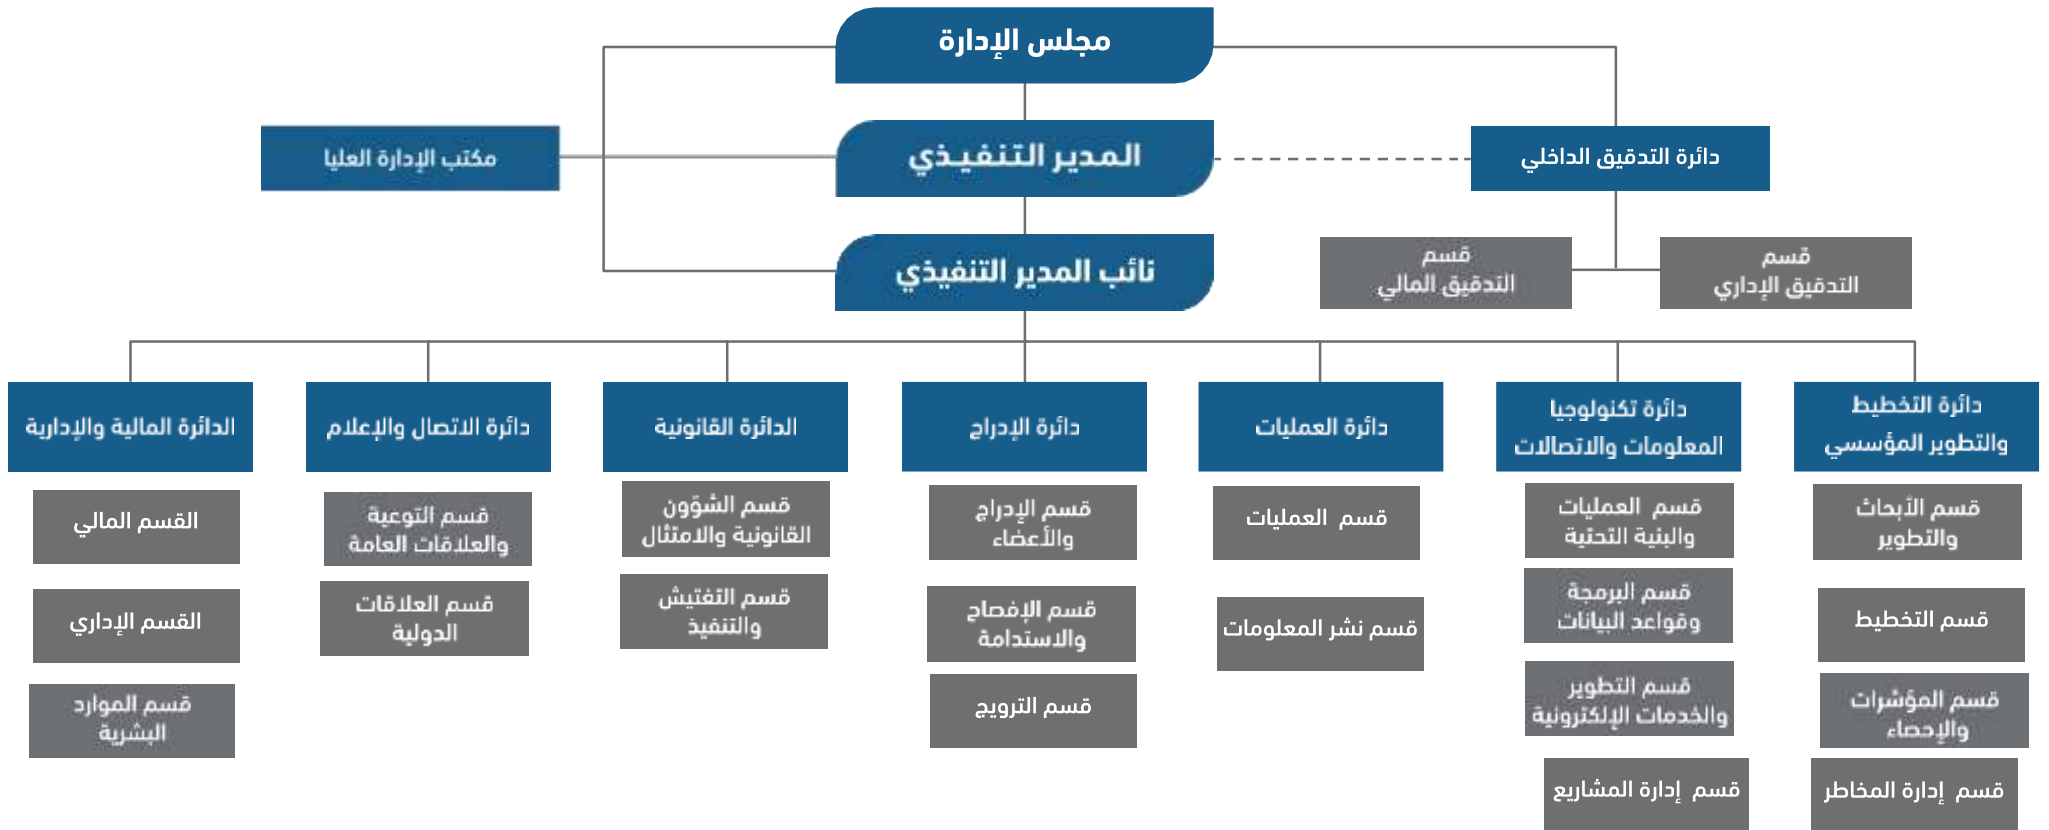 مجلس الإدارة
المدير التنفيذي
نائب المدير التنفيذي
دائرة التدقيق الداخلي
مكتب الإدارة العليا
قسم
التدقيق الإداري
قسم
التدقيق المالي
دائرة التخطيط
والتطوير المؤسسي
قسم الأبحاث
والتطوير
قسم التخطيط
قسم المؤشرات
والإحصاء
قسم إدارة المخاطر
دائرة تكنولوجيا
المعلومات والاتصالات
قسم العمليات
والبنية التحتية
قسم البرمجة
وقواعد البيانات
قسم التطوير
والخدمات الإلكترونية
قسم إدارة المشاريع
دائرة العمليات
قسم العمليات
قسم نشر المعلومات
دائرة الإدراج
قسم الإدراج
والأعضاء
قسم الإفصاح
والاستدامة
قسم الترويج
الدائرة القانونية
قسم الشؤون
القانونية والامتثال
قسم التفتيش
والتنفيذ
دائرة الاتصال والإعلام
قسم التوعية
والعلاقات العامة
قسم العلاقات
الدولية
الدائرة المالية والإدارية
القسم المالي
القسم الإداري
قسم الموارد
البشرية